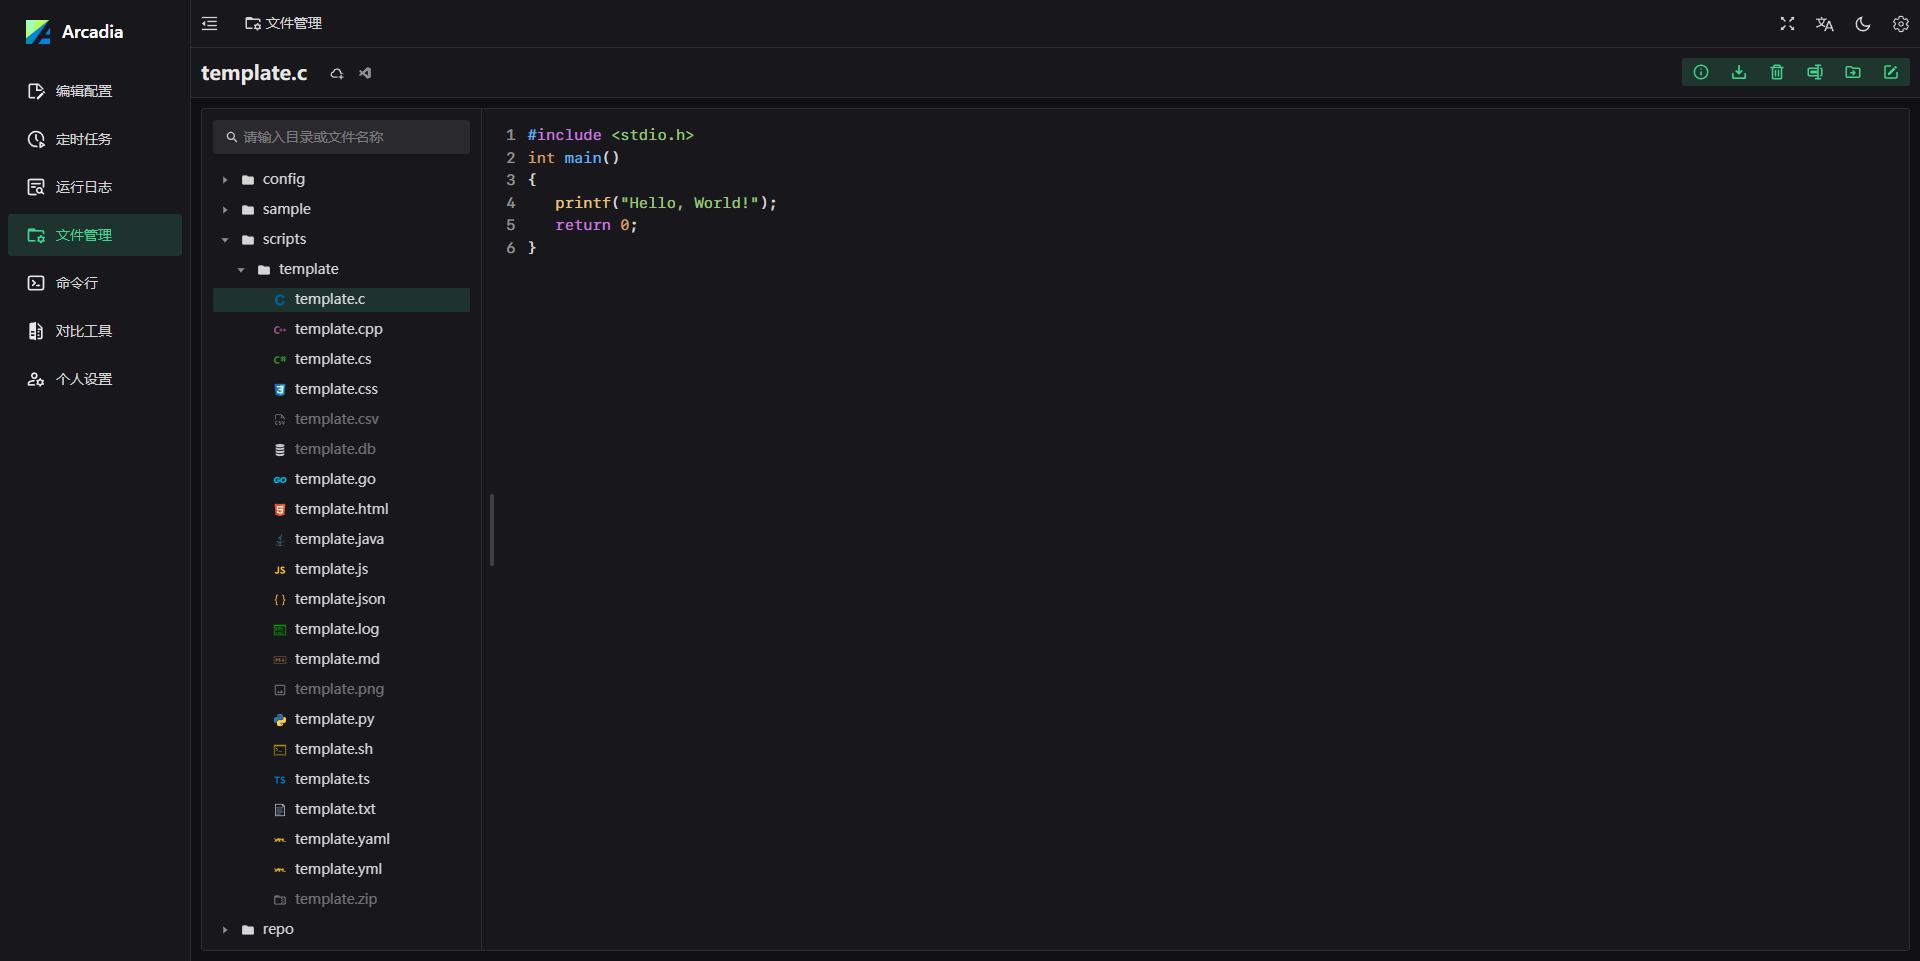 Arcadia
编辑配置
定时任务
运行日志
文件管理
命令行
对比工具
个人设置
文件管理
template.c
请输入目录或文件名称
config
sample
scripts
template
template.c
template.cpp
template.cs
template.css
template.csv
template.db
template.go
template.html
template.java
template.js
template.json
template.log
template.md
template.png
template.py
template.sh
template.ts
template.txt
template.yaml
template.yml
template.zip
repo
1 #include <stdio.h>
2 int main()
3 {
4    printf("Hello, World!");
5    return 0;
6 }